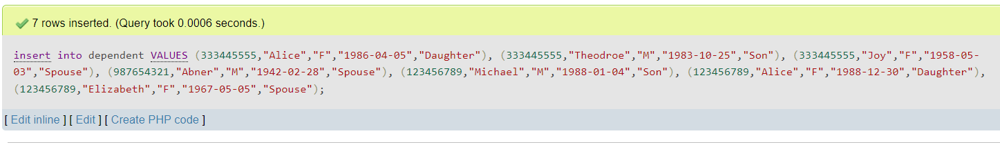 7 rows inserted. (Query took 0.0006 seconds.)
insert into dependent VALUES (333445555,"Alice","F","1986-04-05","Daughter"), (333445555,"Theodroe","M","1983-10-25","Son"), (333445555,"Joy","F","1958-05-
03","Spouse"), (987654321,"Abner","M","1942-02-28","Spouse"), (123456789,"Michael","M","1988-01-04","Son"), (123456789,"Alice","F","1988-12-30","Daughter"),
(123456789,"Elizabeth","F","1967-05-05","Spouse");
[ Edit inline ] [ Edit ] [ Create PHP code ]